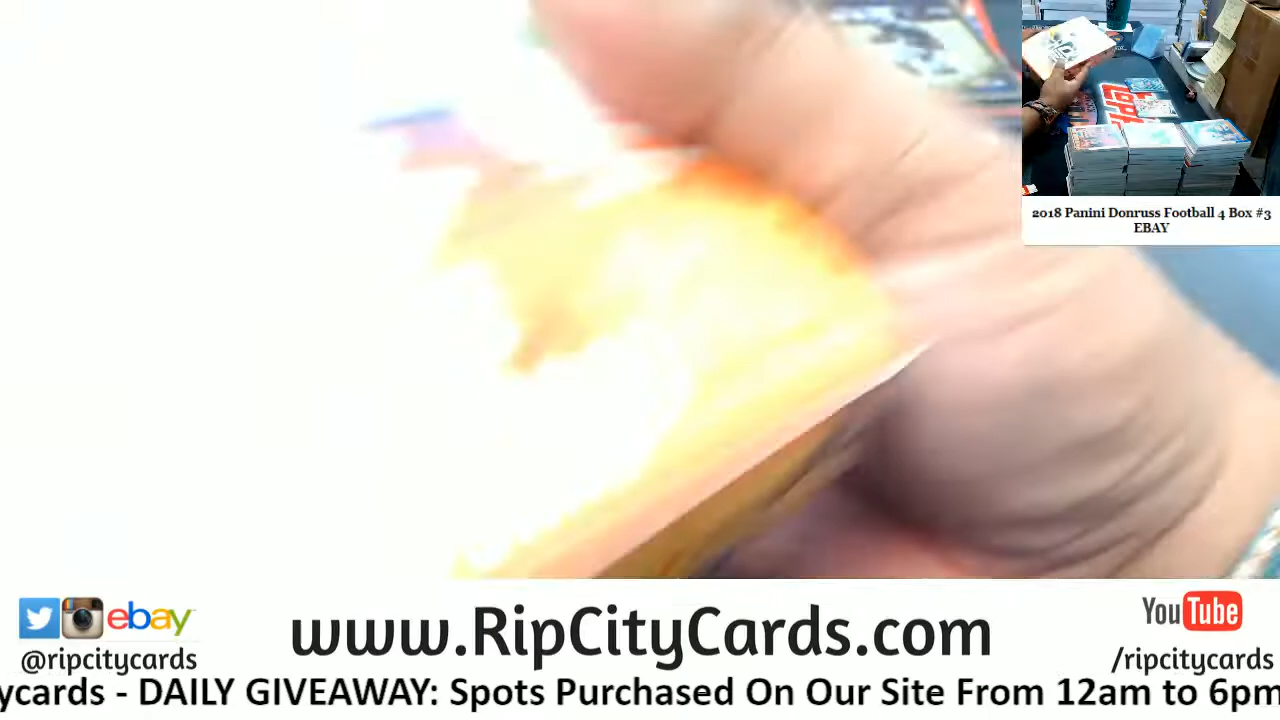 2018 Panini Donruss Football 4 Box #3
EBAY
ebay
@ripcitycards
www.RipCityCards.com
YouTube
/ripcitycards
ycards - DAILY GIVEAWAY: Spots Purchased On Our Site From 12am to 6pm